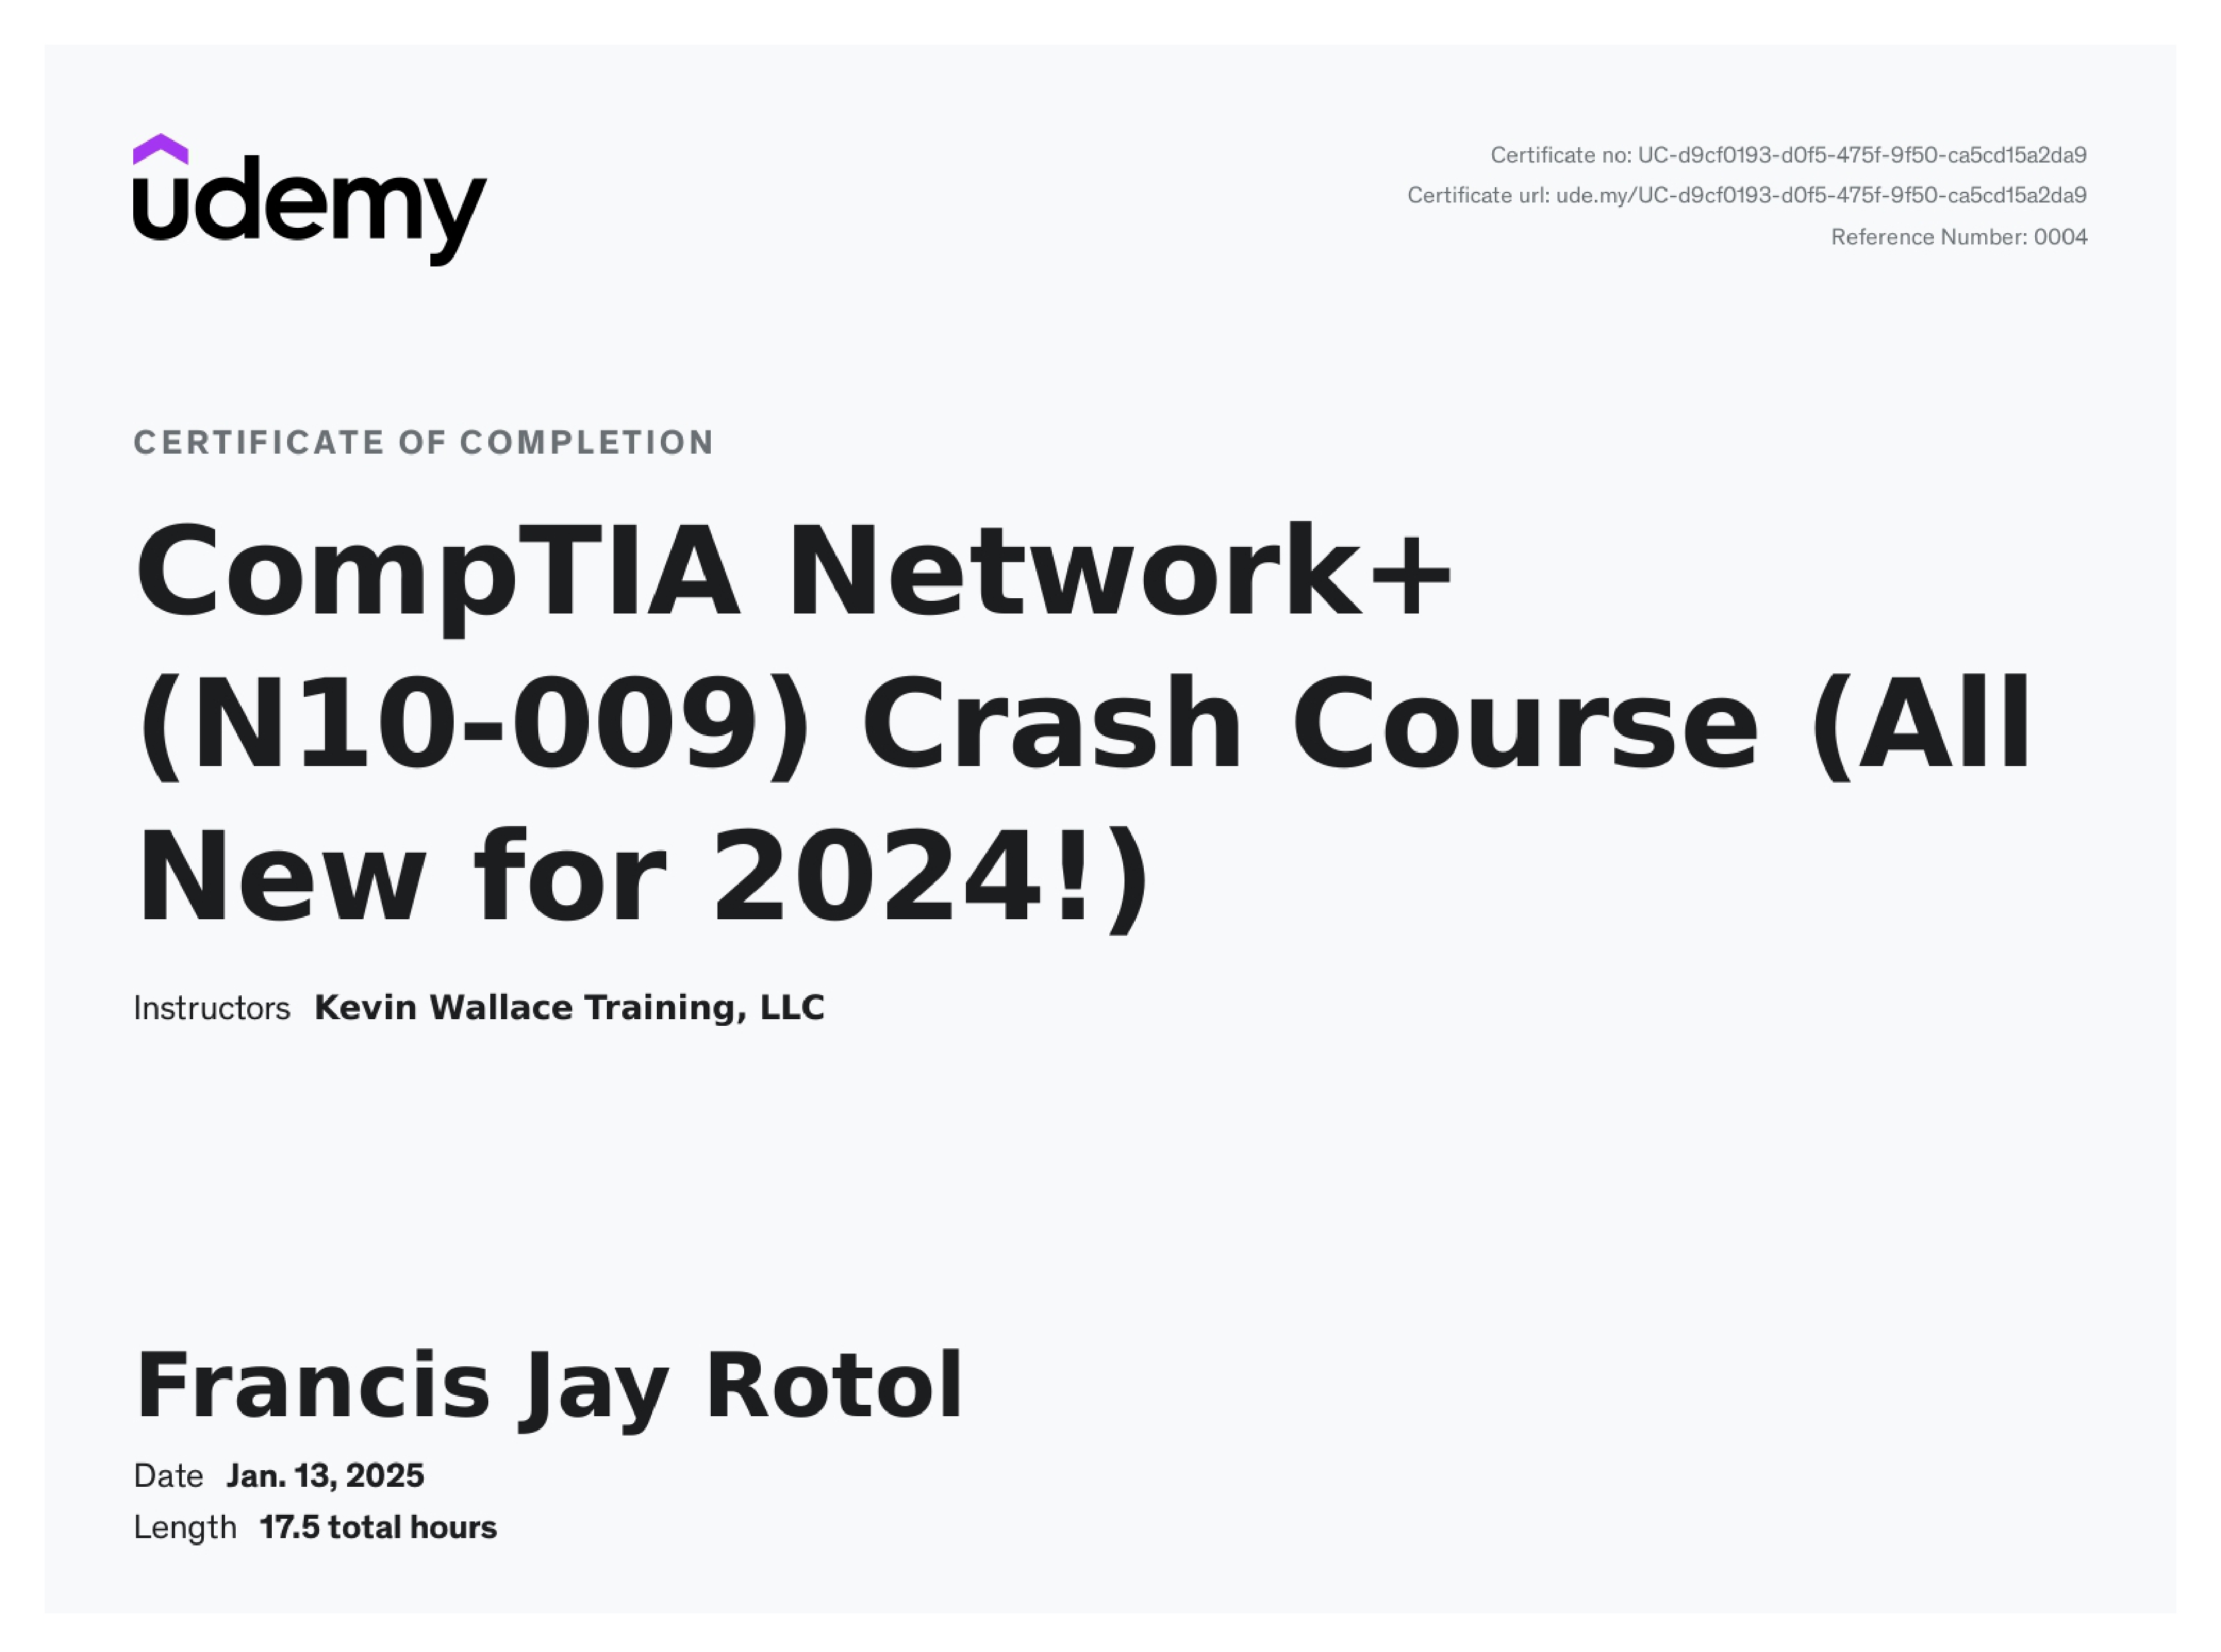 udemy
Certificate no: UC-d9cf0193-d0f5-475f-9f50-ca5cd15a2da9
Certificate url: ude.my/UC-d9cf0193-d0f5-475f-9f50-ca5cd15a2da9
Reference Number: 0004
CERTIFICATE OF COMPLETION
CompTIA Network+
(N10-009) Crash Course (All
New for 2024!)
Instructors Kevin Wallace Training, LLC
Francis Jay Rotol
Date Jan. 13, 2025
Length 17.5 total hours